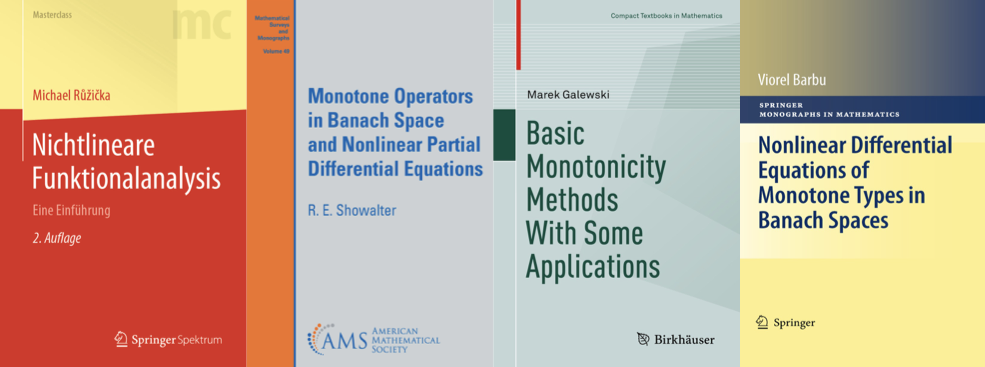 Masterclass
mc
Michael Růžička
Nichtlineare
Funktionalanalysis
Eine Einführung
2. Auflage
Springer Spektrum
Mathematical
Surveys
and
Monographs
Volume 49
Monotone Operators
in Banach Space
and Nonlinear Partial
Differential Equations
R. E. Showalter
AMS
AMERICAN
MATHEMATICAL
SOCIETY
Compact Textbooks in Mathematics
Marek Galewski
Basic
Monotonicity
Methods
With Some
Applications
Birkhäuser
Viorel Barbu
SPRINGER
MONOGRAPHS IN MATHEMATICS
Nonlinear Differential
Equations of
Monotone Types in
Banach Spaces
Springer